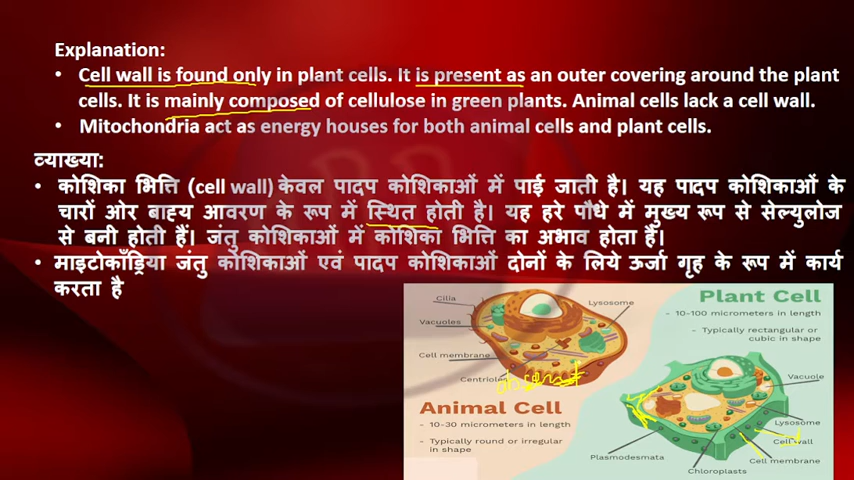 Explanation:
• Cell wall is found only in plant cells. It is present as an outer covering around the plant
cells. It is mainly composed of cellulose in green plants. Animal cells lack a cell wall.
• Mitochondria act as energy houses for both animal cells and plant cells.
व्याख्या:
• कोशिका भित्ति (cell wall) केवल पादप कोशिकाओं में पाई जाती है। यह पादप कोशिकाओं के
चारों ओर बाह्य आवरण के रूप में स्थित होती है। यह हरे पौधे में मुख्य रूप से सेल्युलोज
से बनी होती हैं। जंतु कोशिकाओं में कोशिका भित्ति का अभाव होता है।
• माइटोकॉंड्रिया जंतु कोशिकाओं एवं पादप कोशिकाओं दोनों के लिये ऊर्जा गृह के रूप में कार्य
करता है
Cilia
Vacuoles
Cell membrane
Centrioles
Lysosome
absent
Animal Cell
- 10-30 micrometers in length
- Typically round or irregular
in shape
Plant Cell
- 10-100 micrometers in length
- Typically rectangular or
cubic in shape
Vacuole
Lysosome
Cell wall
Cell membrane
Chloroplasts
Plasmodesmata